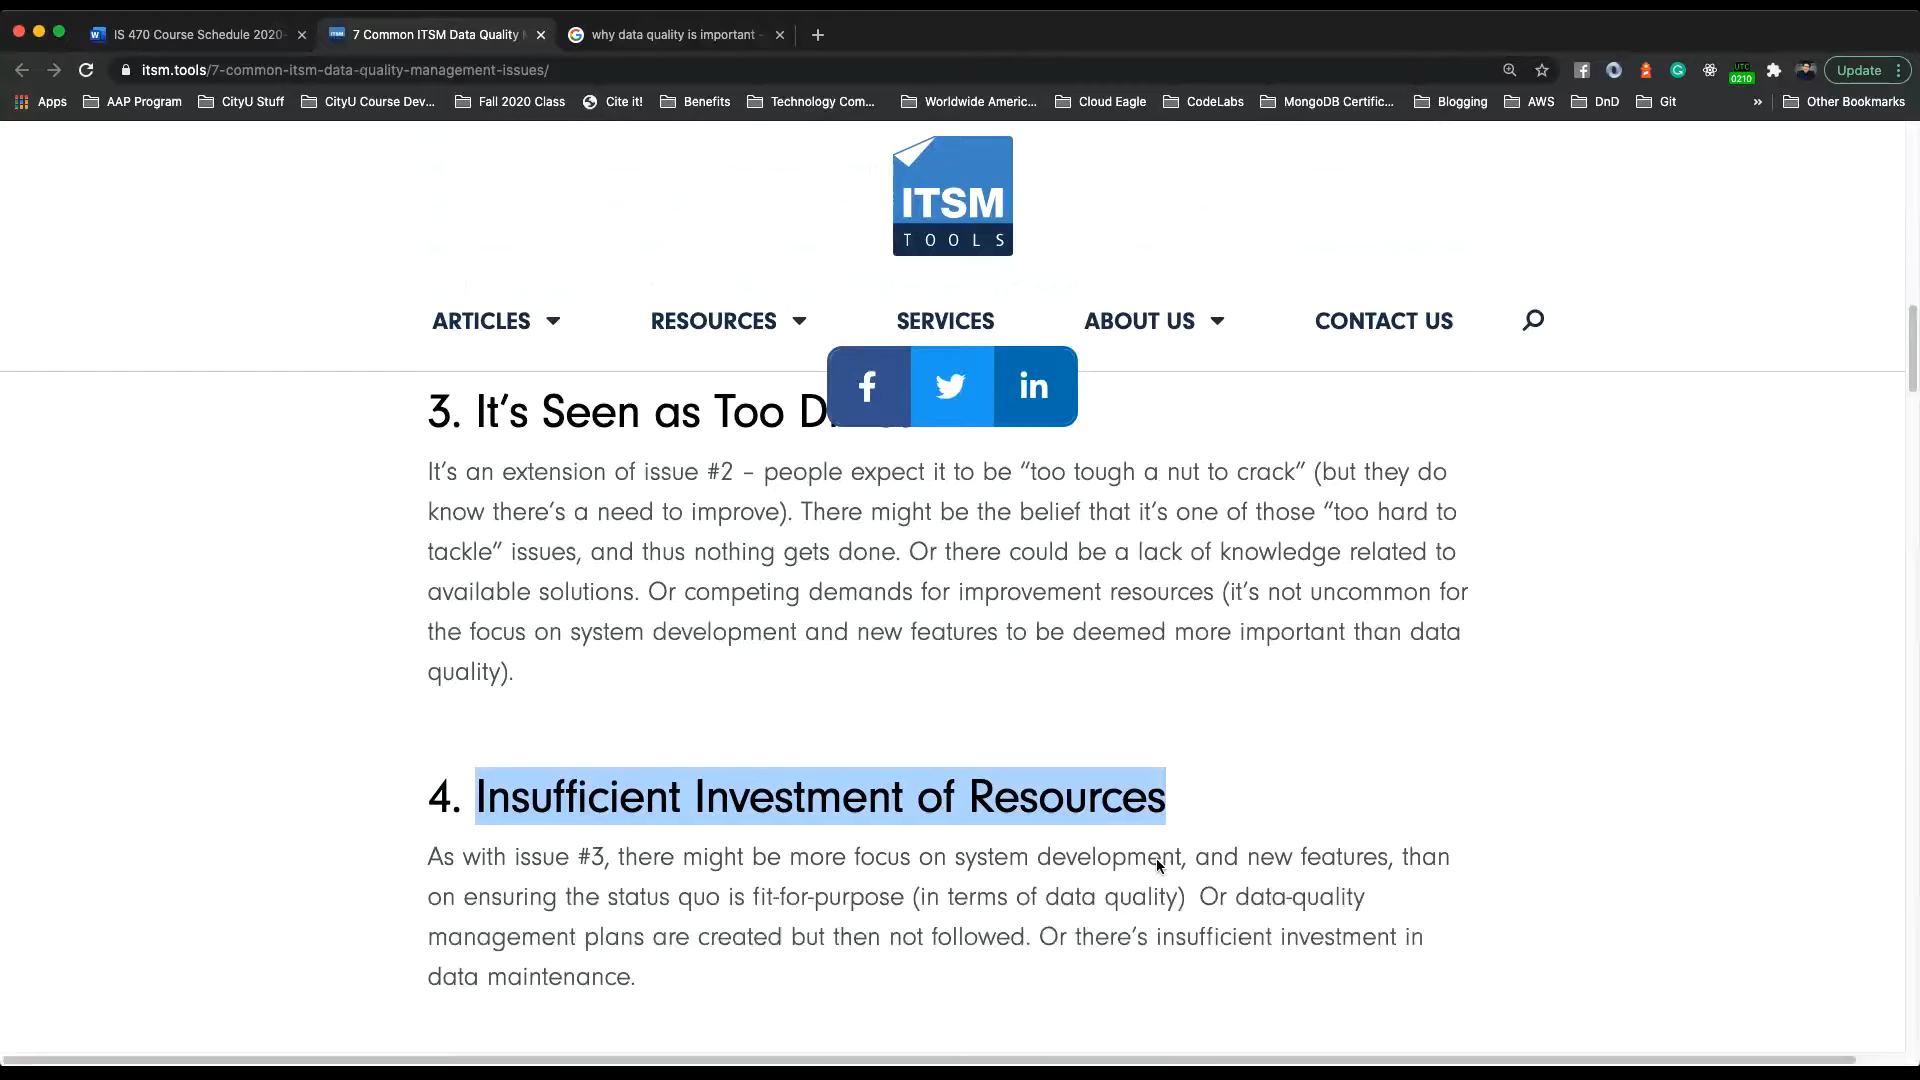 IS 470 Course Schedule 2020-
7 Common ITSM Data Quality
why data quality is important -
itsm.tools/7-common-itsm-data-quality-management-issues/
UTC
0210
Update
Apps
AAP Program
CityU Stuff
CityU Course Dev...
Fall 2020 Class
Cite it!
Benefits
Technology Com...
Worldwide Americ...
Cloud Eagle
CodeLabs
MongoDB Certific...
Blogging
AWS
DnD
Git
»
Other Bookmarks
ITSM
TOOLS
ARTICLES
RESOURCES
SERVICES
ABOUT US
CONTACT US
3. It’s Seen as Too
It’s an extension of issue #2 – people expect it to be “too tough a nut to crack” (but they do
know there’s a need to improve). There might be the belief that it’s one of those “too hard to
tackle” issues, and thus nothing gets done. Or there could be a lack of knowledge related to
available solutions. Or competing demands for improvement resources (it’s not uncommon for
the focus on system development and new features to be deemed more important than data
quality).
4. Insufficient Investment of Resources
As with issue #3, there might be more focus on system development, and new features, than
on ensuring the status quo is fit-for-purpose (in terms of data quality)  Or data-quality
management plans are created but then not followed. Or there’s insufficient investment in
data maintenance.